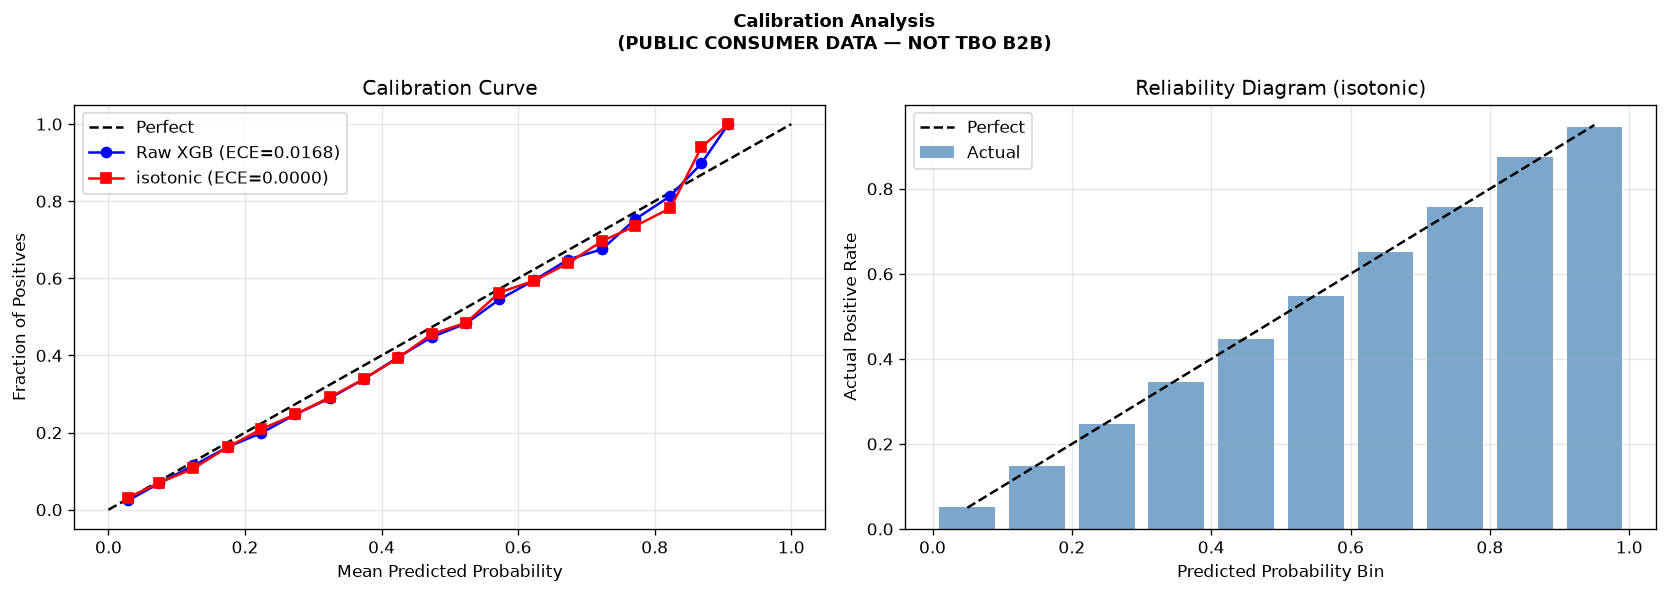 Calibration Analysis
(PUBLIC CONSUMER DATA — NOT TBO B2B)
Calibration Curve
Perfect
Raw XGB (ECE=0.0168)
isotonic (ECE=0.0000)
Fraction of Positives
1.0
0.8
0.6
0.4
0.2
0.0
0.0 0.2 0.4 0.6 0.8 1.0
Mean Predicted Probability
Reliability Diagram (isotonic)
Perfect
Actual
Actual Positive Rate
0.8
0.6
0.4
0.2
0.0
0.0 0.2 0.4 0.6 0.8 1.0
Predicted Probability Bin